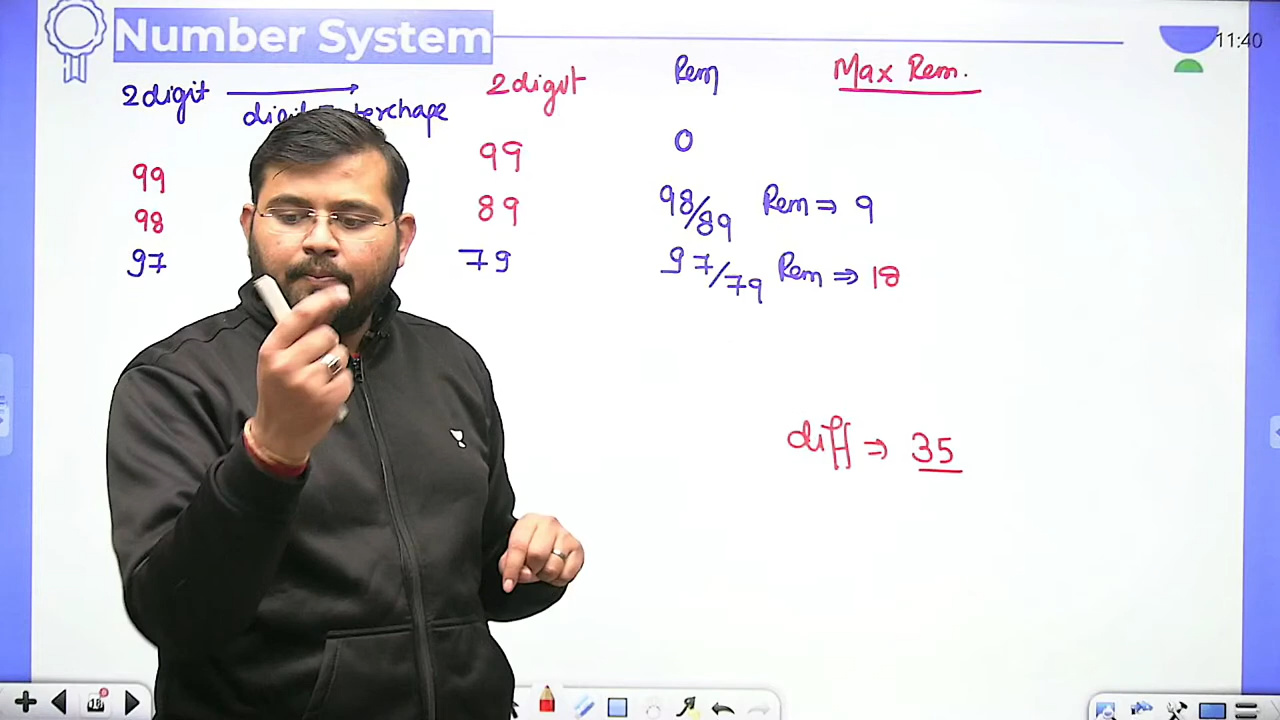 Number System
11:40
2digit 2digit Rem Max Rem.
99 99 0
98 89 98/89 Rem ⇒ 9
97 79 97/79 Rem ⇒ 18
diff ⇒ 35
18